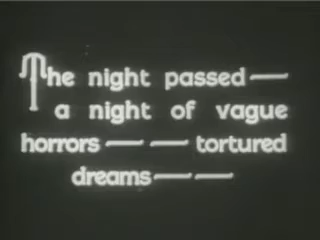 The night passed—
a night of vague
horrors— — tortured
dreams— —